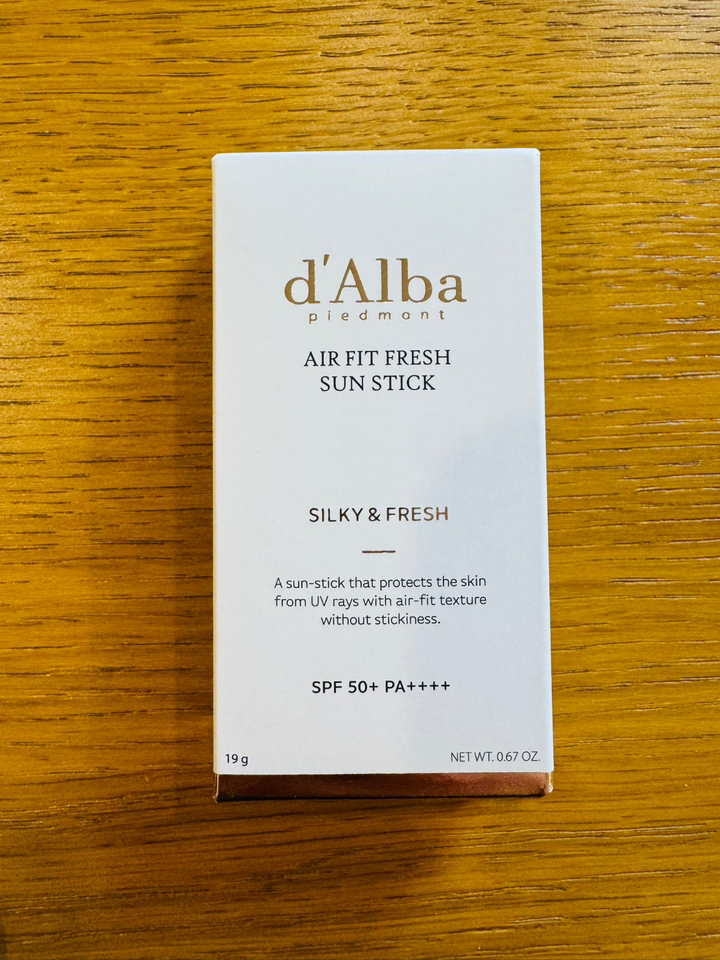 d'Alba
piedmont
AIR FIT FRESH
SUN STICK
SILKY & FRESH
A sun-stick that protects the skin
from UV rays with air-fit texture
without stickiness.
SPF 50+ PA++++
19 g
NET WT. 0.67 OZ.